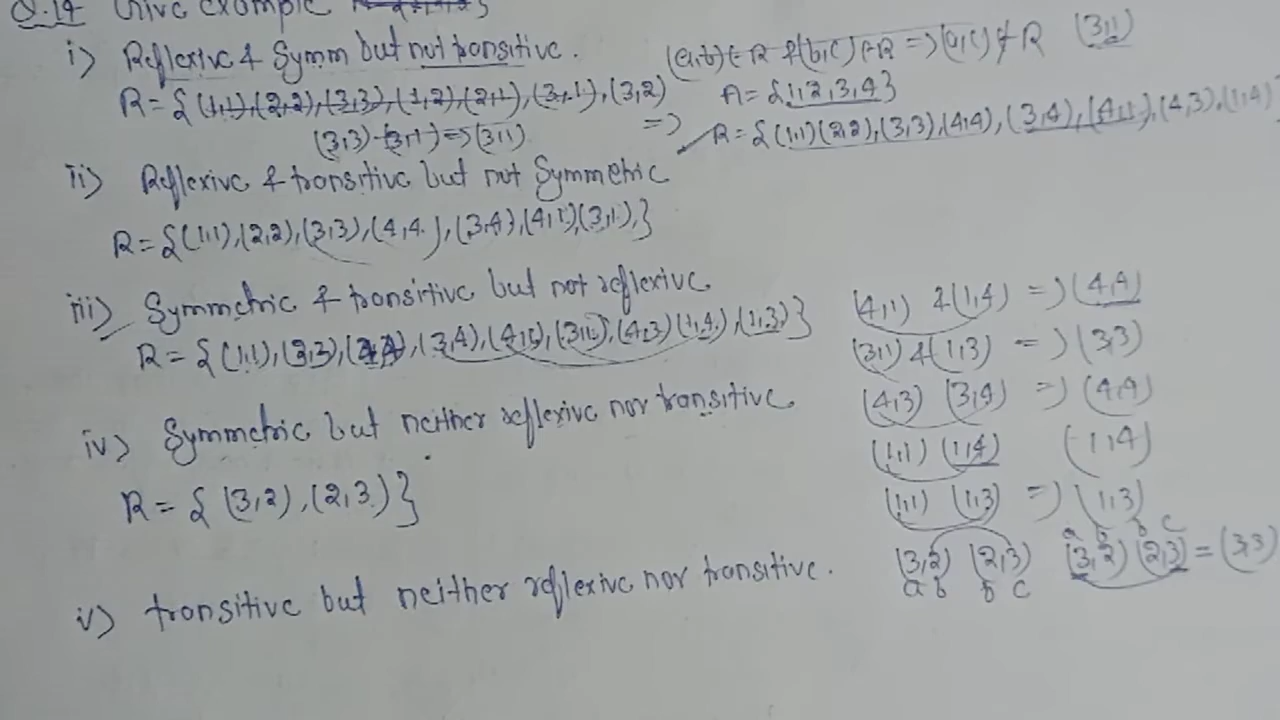 Q.19 Give example
i) Reflexive & Symm but not transitive.
(a,b) ∈ R & (b,c) ∈ R => (a,c) ∉ R (3,1)
R = {(1,1),(2,2),(3,3),(1,2),(2,1),(3,1),(3,2)
A = {1,2,3,4}
(3,3)-(3,1) => (3,1)
=> R = {(1,1)(2,2),(3,3),(4,4),(3,4),(4,1),(4,3),(1,4)
ii) Reflexive & transitive but not Symmetric
R = {(1,1),(2,2),(3,3),(4,4),(3,4),(4,1)(3,1),}
iii) Symmetric & transitive but not reflexive
R = {(1,1),(3,3),(4,4),(3,4),(4,1),(3,1),(4,3)(1,4),(1,3)}
(4,1) & (1,4) => (4,4)
(3,1) & (1,3) => (3,3)
(4,3) (3,4) => (4,4)
(1,1) (1,4) (1,4)
(1,1) (1,3) => (1,3)
iv) Symmetric but neither reflexive nor transitive
R = {(3,2),(2,3)}
(3,2) (2,3)
a b b c
a b b c
(3,2) (2,3) = (3,3)
v) transitive but neither reflexive nor transitive.